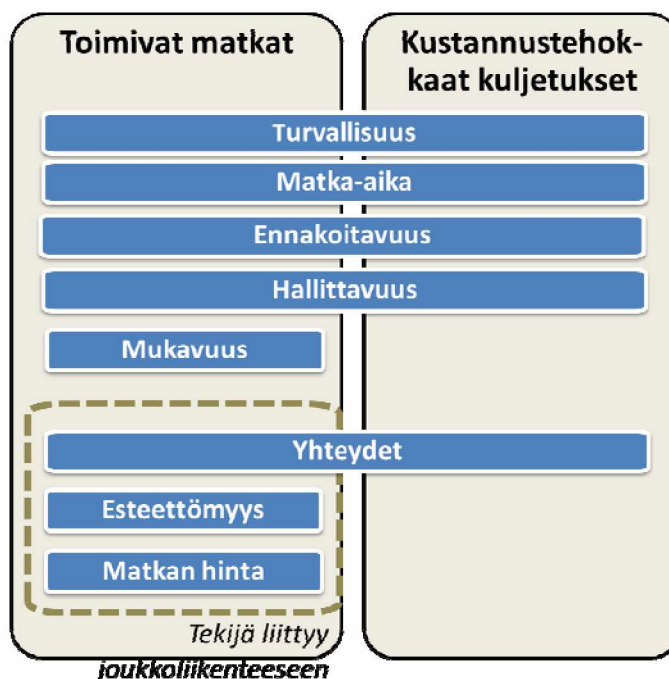 Toimivat matkat
Kustannustehok-
kaat kuljetukset
Turvallisuus
Matka-aika
Ennakoitavuus
Hallittavuus
Mukavuus
Yhteydet
Esteettömyys
Matkan hinta
Tekijä liittyy
joukkoliikenteeseen